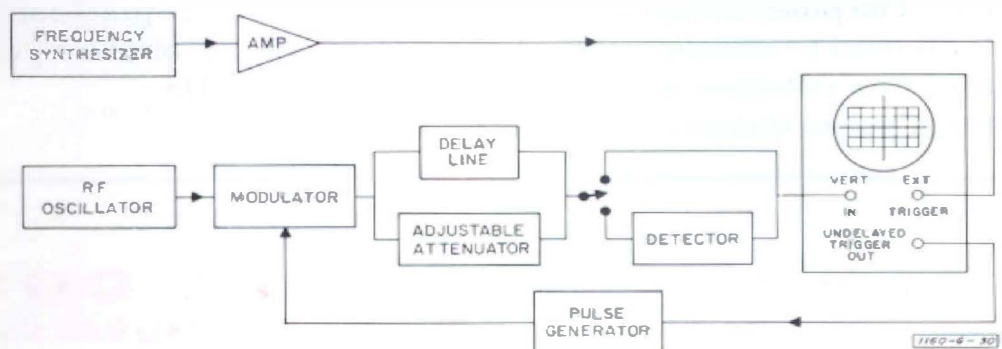 FREQUENCY
SYNTHESIZER
AMP
RF
OSCILLATOR
MODULATOR
DELAY
LINE
ADJUSTABLE
ATTENUATOR
DETECTOR
VERT EXT
IN TRIGGER
UNDELAYED
TRIGGER
OUT
PULSE
GENERATOR
1160-6-30